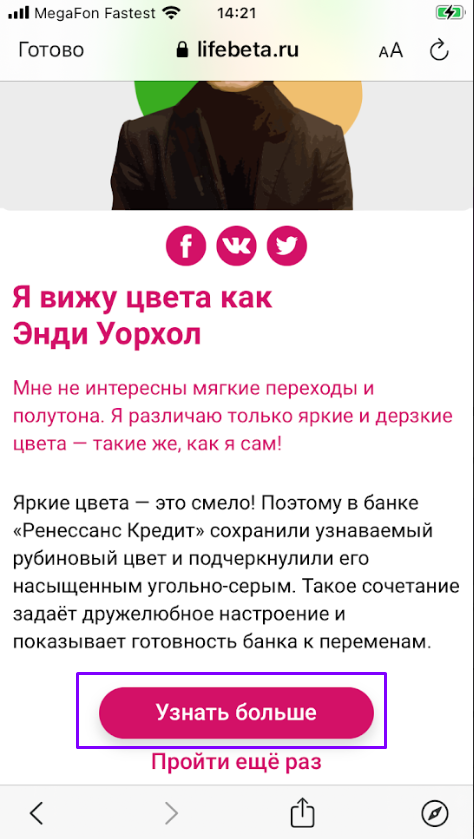 MegaFon Fastest 14:21
Готово lifebeta.ru AA
Я вижу цвета как
Энди Уорхол
Мне не интересны мягкие переходы и
полутона. Я различаю только яркие и дерзкие
цвета — такие же, как я сам!
Яркие цвета — это смело! Поэтому в банке
«Ренессанс Кредит» сохранили узнаваемый
рубиновый цвет и подчеркнулили его
насыщенным угольно-серым. Такое сочетание
задаёт дружелюбное настроение и
показывает готовность банка к переменам.
Узнать больше
Пройти ещё раз